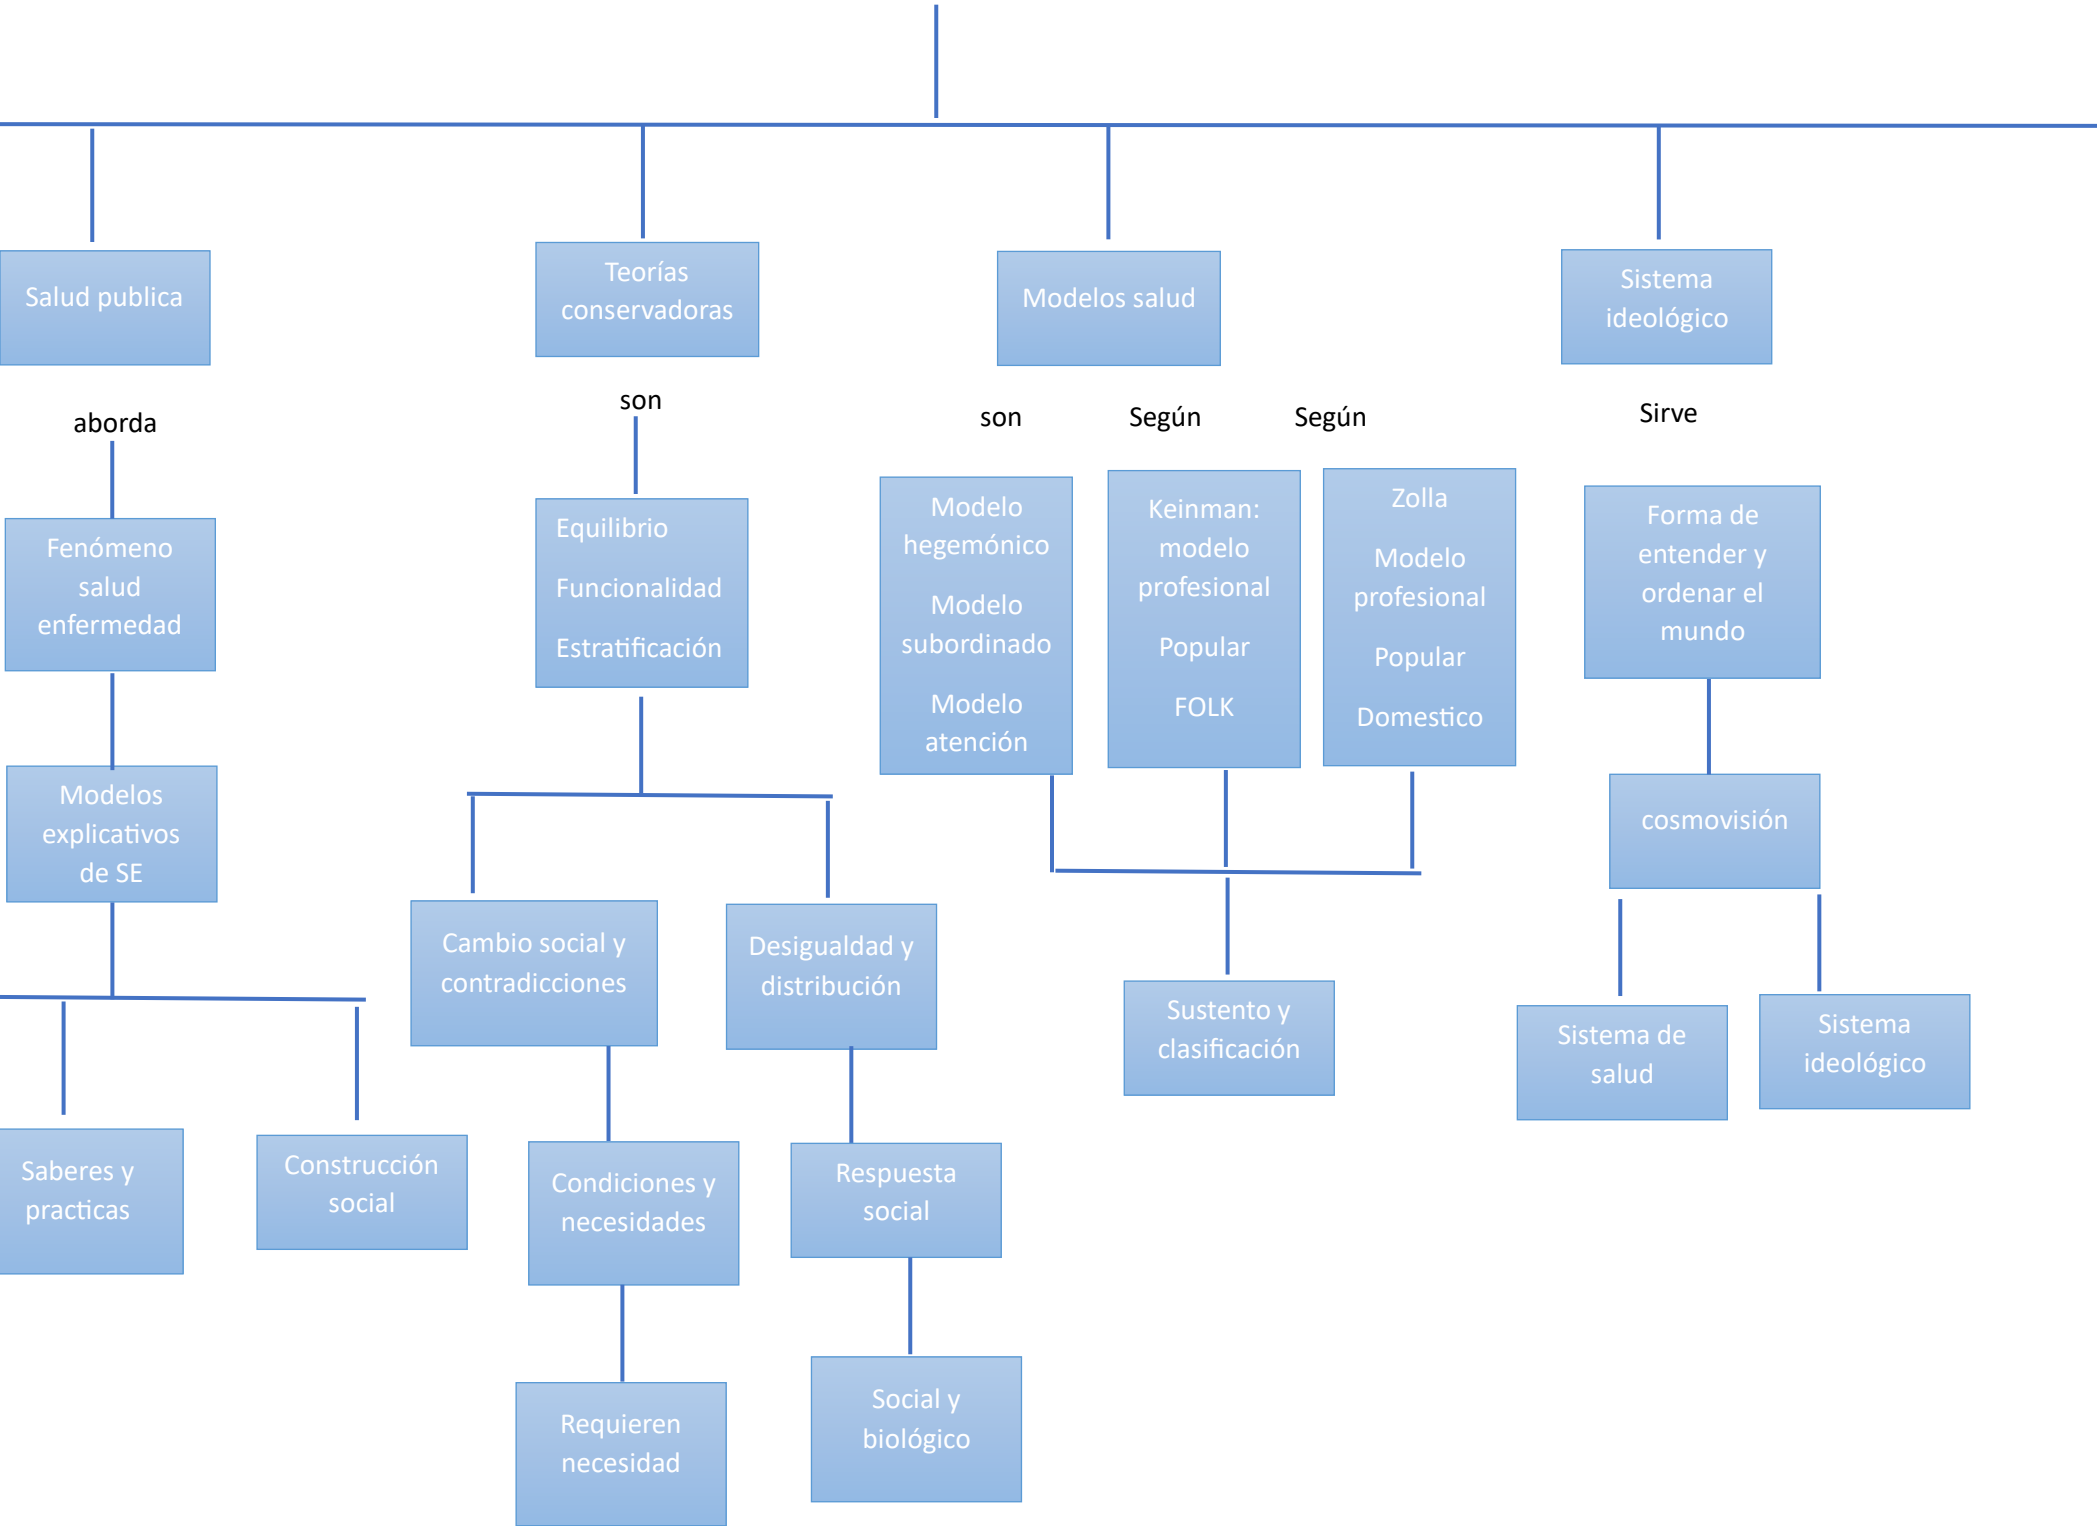 Salud publica
Teorías
conservadoras
Modelos salud
Sistema
ideológico
aborda
son
son
Según
Según
Sirve
Fenómeno
salud
enfermedad
Equilibrio
Funcionalidad
Estratificación
Modelo
hegemónico
Modelo
subordinado
Modelo
atención
Keinman:
modelo
profesional
Popular
FOLK
Zolla
Modelo
profesional
Popular
Domestico
Forma de
entender y
ordenar el
mundo
Modelos
explicativos
de SE
cosmovisión
Cambio social y
contradicciones
Desigualdad y
distribución
Sustento y
clasificación
Sistema de
salud
Sistema
ideológico
Saberes y
practicas
Construcción
social
Condiciones y
necesidades
Respuesta
social
Requieren
necesidad
Social y
biológico